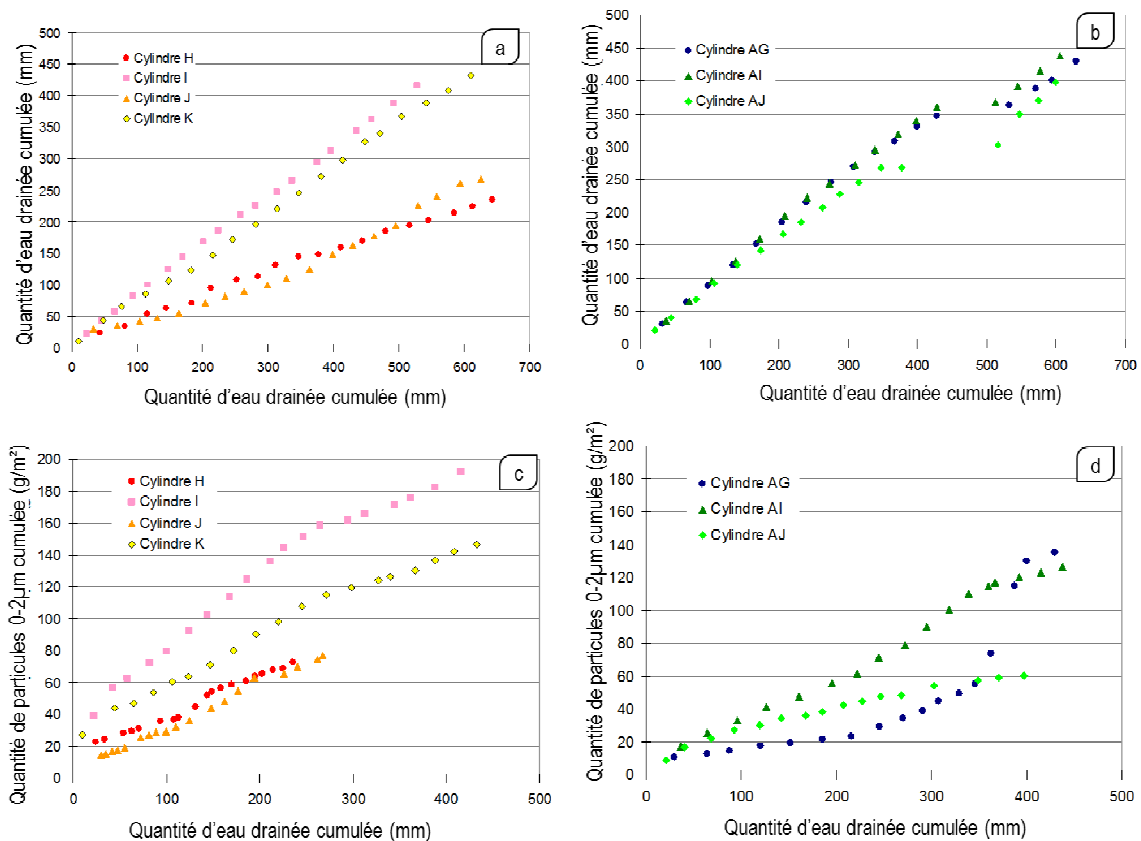 a
Quantité d'eau drainée cumulée (mm)
500
450
400
350
300
250
200
150
100
50
0
Cylindre H
Cylindre I
Cylindre J
Cylindre K
0 100 200 300 400 500 600 700
Quantité d'eau drainée cumulée (mm)
b
Quantité d'eau drainée cumulée (mm)
500
450
400
350
300
250
200
150
100
50
0
Cylindre AG
Cylindre AI
Cylindre AJ
0 100 200 300 400 500 600 700
Quantité d'eau drainée cumulée (mm)
c
Quantité de particules 0-2µm cumulée (g/m²)
200
180
160
140
120
100
80
60
40
20
0
Cylindre H
Cylindre I
Cylindre J
Cylindre K
0 100 200 300 400 500
Quantité d'eau drainée cumulée (mm)
d
Quantité de particules 0-2µm cumulée (g/m²)
200
180
160
140
120
100
80
60
40
20
0
Cylindre AG
Cylindre AI
Cylindre AJ
0 100 200 300 400 500
Quantité d'eau drainée cumulée (mm)